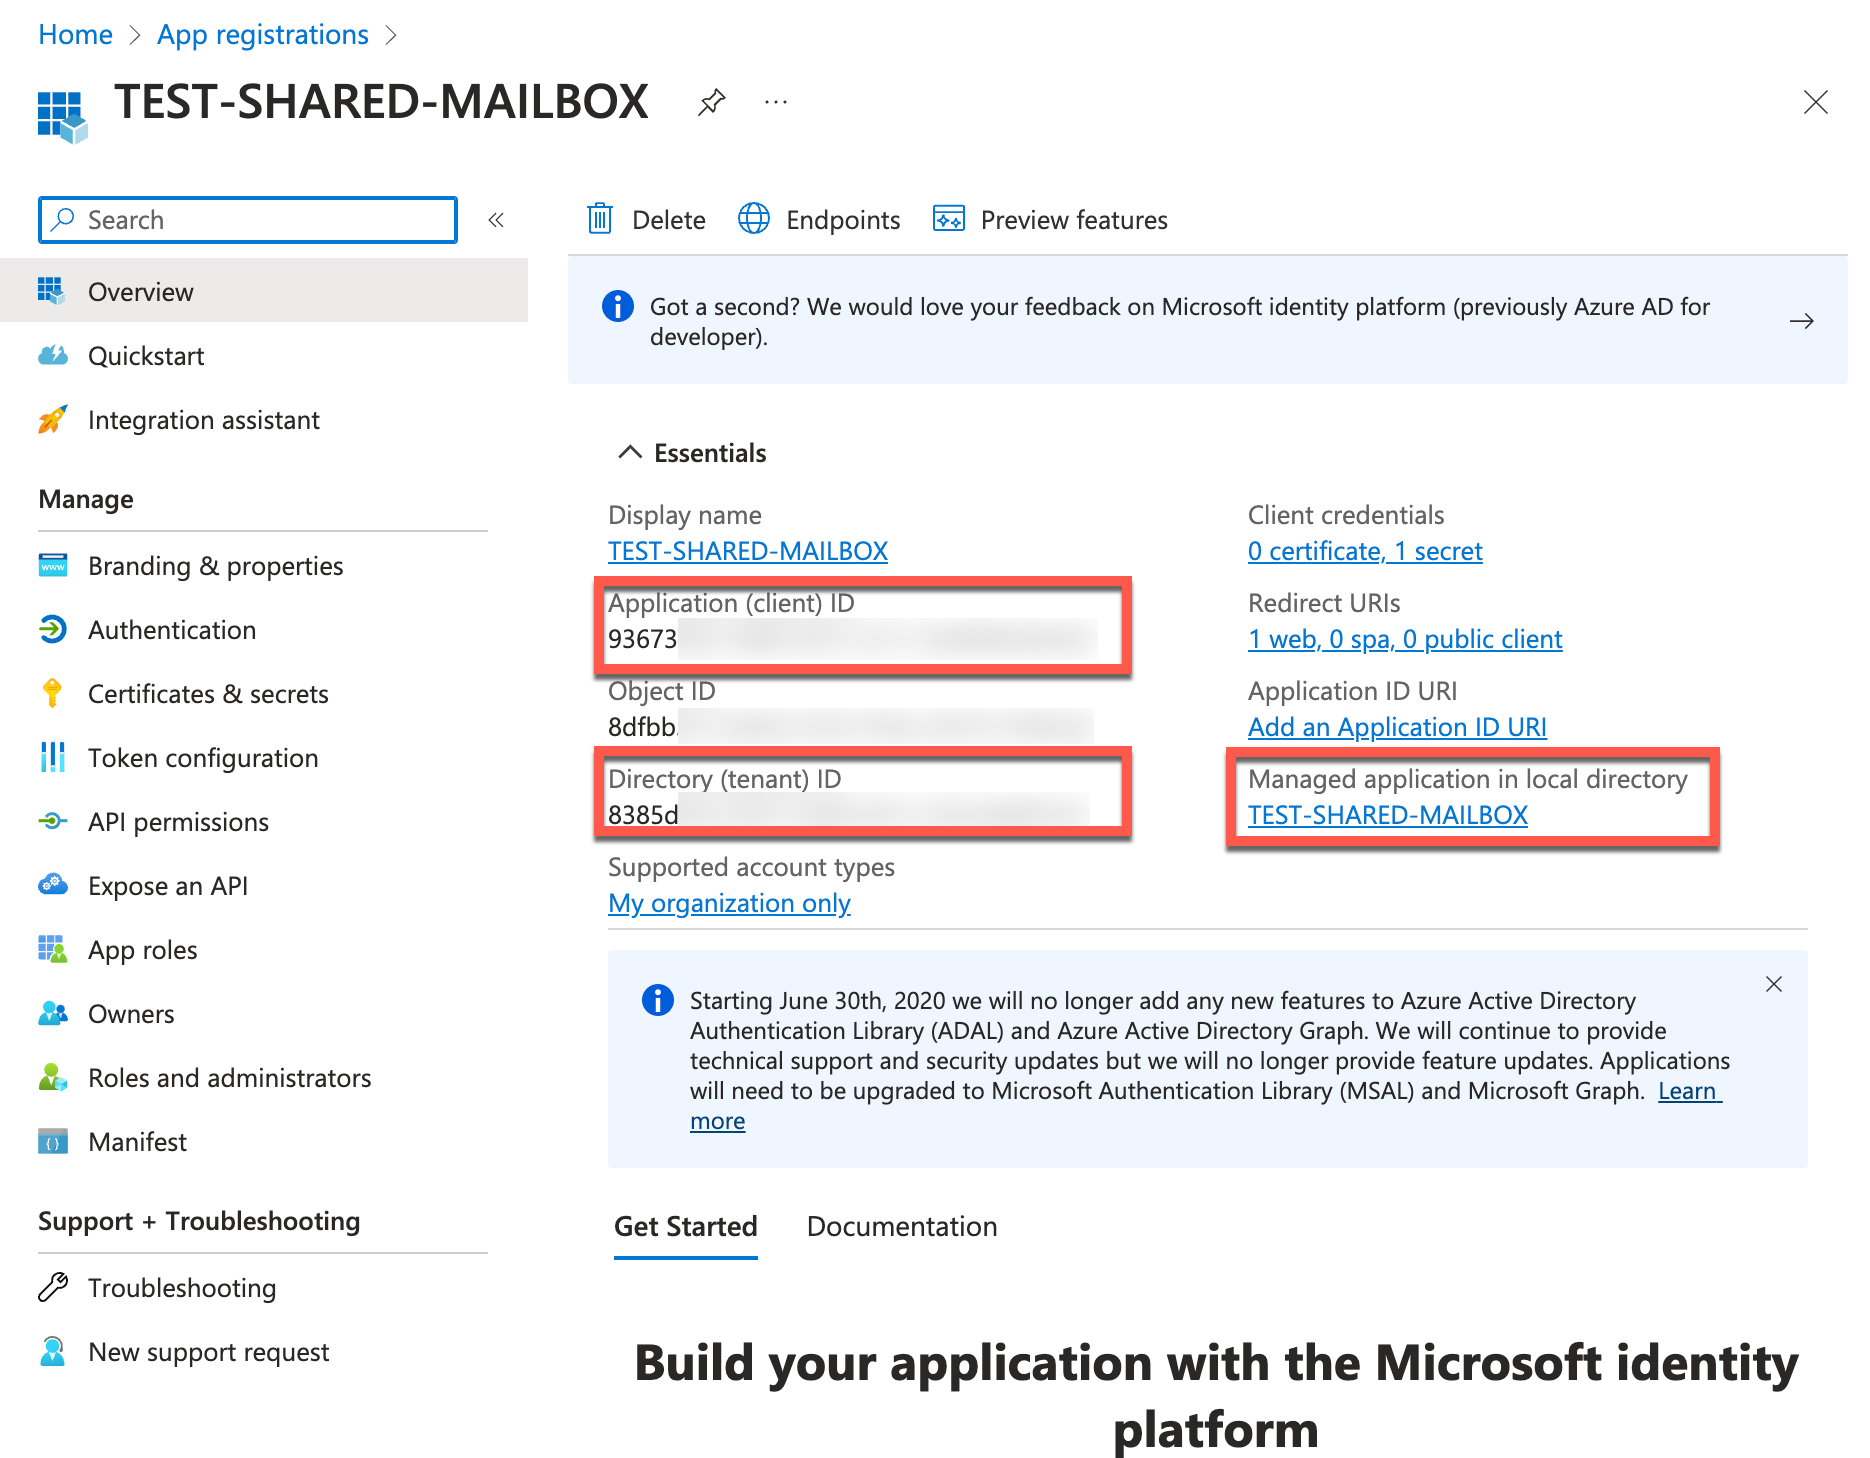 Home > App registrations >
TEST-SHARED-MAILBOX
Search
Overview
Quickstart
Integration assistant
Manage
Branding & properties
Authentication
Certificates & secrets
Token configuration
API permissions
Expose an API
App roles
Owners
Roles and administrators
Manifest
Support + Troubleshooting
Troubleshooting
New support request
Delete
Endpoints
Preview features
Got a second? We would love your feedback on Microsoft identity platform (previously Azure AD for
developer).
Essentials
Display name
TEST-SHARED-MAILBOX
Application (client) ID
93673
Object ID
8dfbb
Directory (tenant) ID
8385d
Supported account types
My organization only
Client credentials
0 certificate, 1 secret
Redirect URIs
1 web, 0 spa, 0 public client
Application ID URI
Add an Application ID URI
Managed application in local directory
TEST-SHARED-MAILBOX
Starting June 30th, 2020 we will no longer add any new features to Azure Active Directory
Authentication Library (ADAL) and Azure Active Directory Graph. We will continue to provide
technical support and security updates but we will no longer provide feature updates. Applications
will need to be upgraded to Microsoft Authentication Library (MSAL) and Microsoft Graph. Learn
more
Get Started
Documentation
Build your application with the Microsoft identity
platform